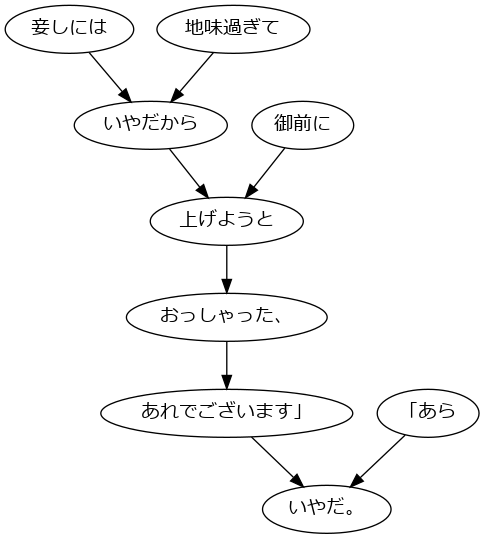 妾しには
地味過ぎて
いやだから
御前に
上げようと
おっしゃった、
あれでございます」
「あら
いやだ。